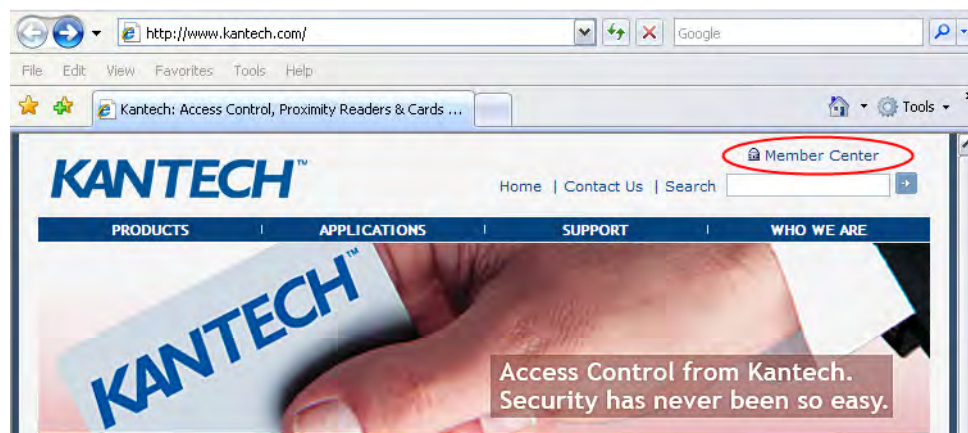 http://www.kantech.com/
Google
File Edit View Favorites Tools Help
Kantech: Access Control, Proximity Readers & Cards ...
Tools
Member Center
KANTECH™
Home | Contact Us | Search
PRODUCTS | APPLICATIONS | SUPPORT | WHO WE ARE
KANTECH™
Access Control from Kantech.
Security has never been so easy.